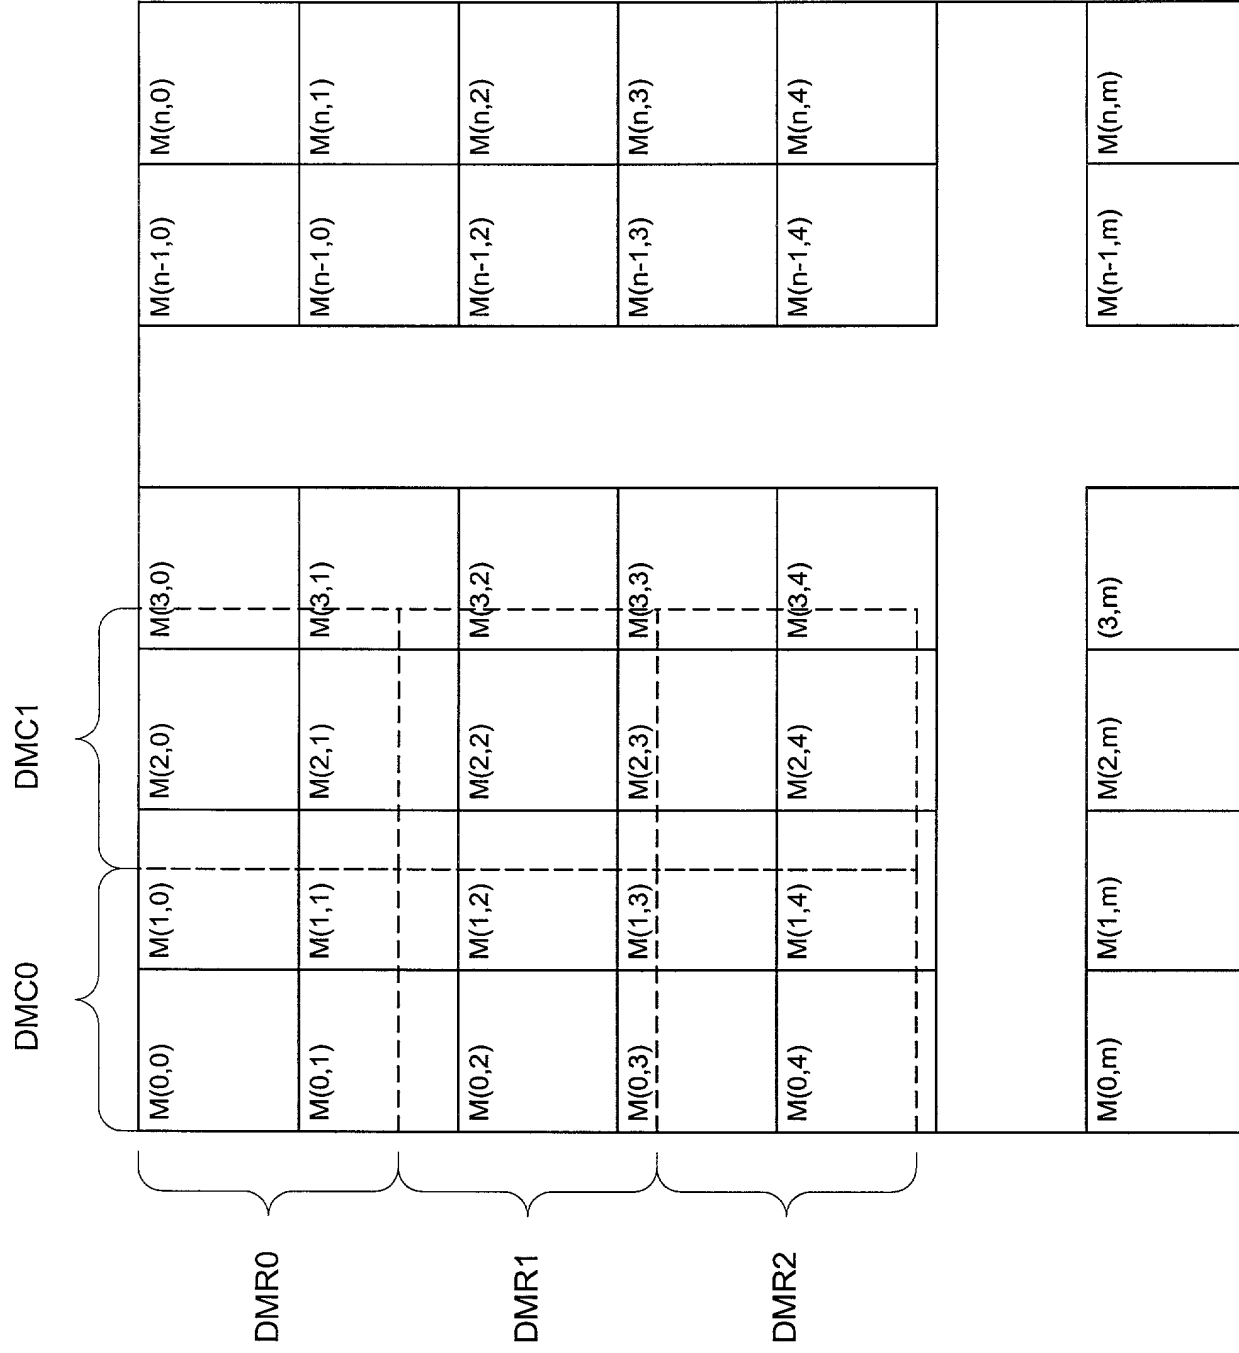 DMC0 DMC1
M(0,0) M(1,0) M(2,0) M(3,0) M(n-1,0) M(n,0)
DMR0
M(0,1) M(1,1) M(2,1) M(3,1) M(n-1,0) M(n,1)
M(0,2) M(1,2) M(2,2) M(3,2) M(n-1,2) M(n,2)
DMR1
M(0,3) M(1,3) M(2,3) M(3,3) M(n-1,3) M(n,3)
M(0,4) M(1,4) M(2,4) M(3,4) M(n-1,4) M(n,4)
DMR2
M(0,m) M(1,m) M(2,m) (3,m) M(n-1,m) M(n,m)